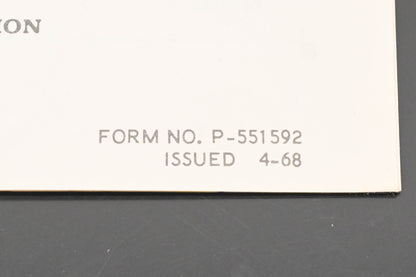 ION
FORM NO. P-551592
ISSUED 4-68